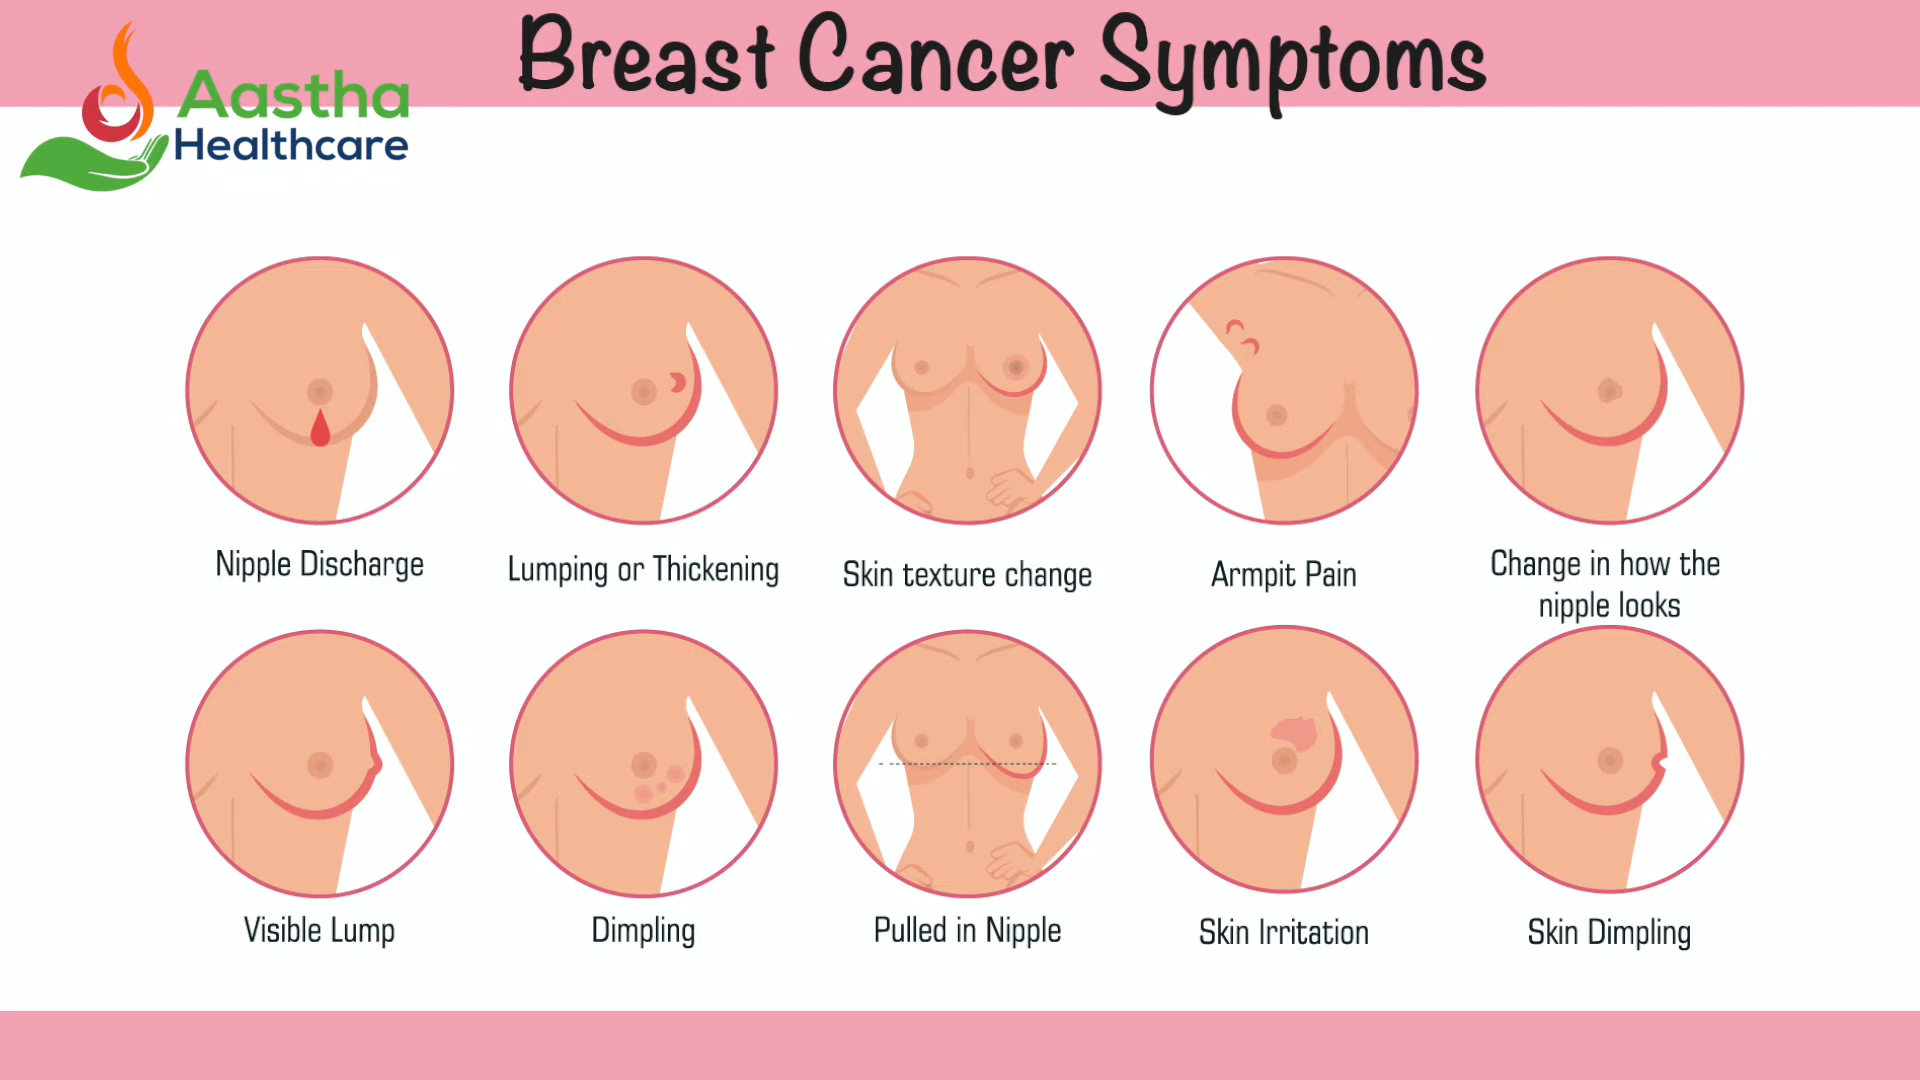 Breast Cancer Symptoms
Aastha
Healthcare
Nipple Discharge
Lumping or Thickening
Skin texture change
Armpit Pain
Change in how the
nipple looks
Visible Lump
Dimpling
Pulled in Nipple
Skin Irritation
Skin Dimpling